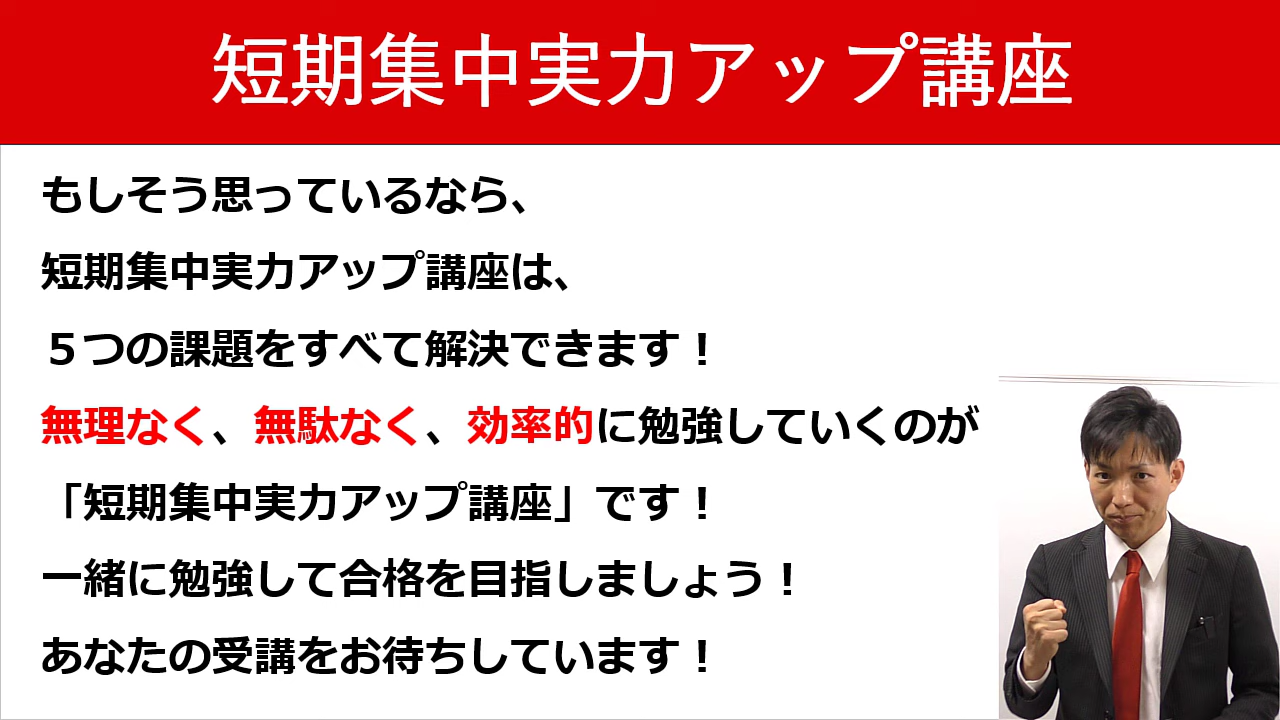 短期集中実力アップ講座
もしそう思っているなら、
短期集中実力アップ講座は、
５つの課題をすべて解決できます！
無理なく、無駄なく、効率的に勉強していくのが
「短期集中実力アップ講座」です！
一緒に勉強して合格を目指しましょう！
あなたの受講をお待ちしています！